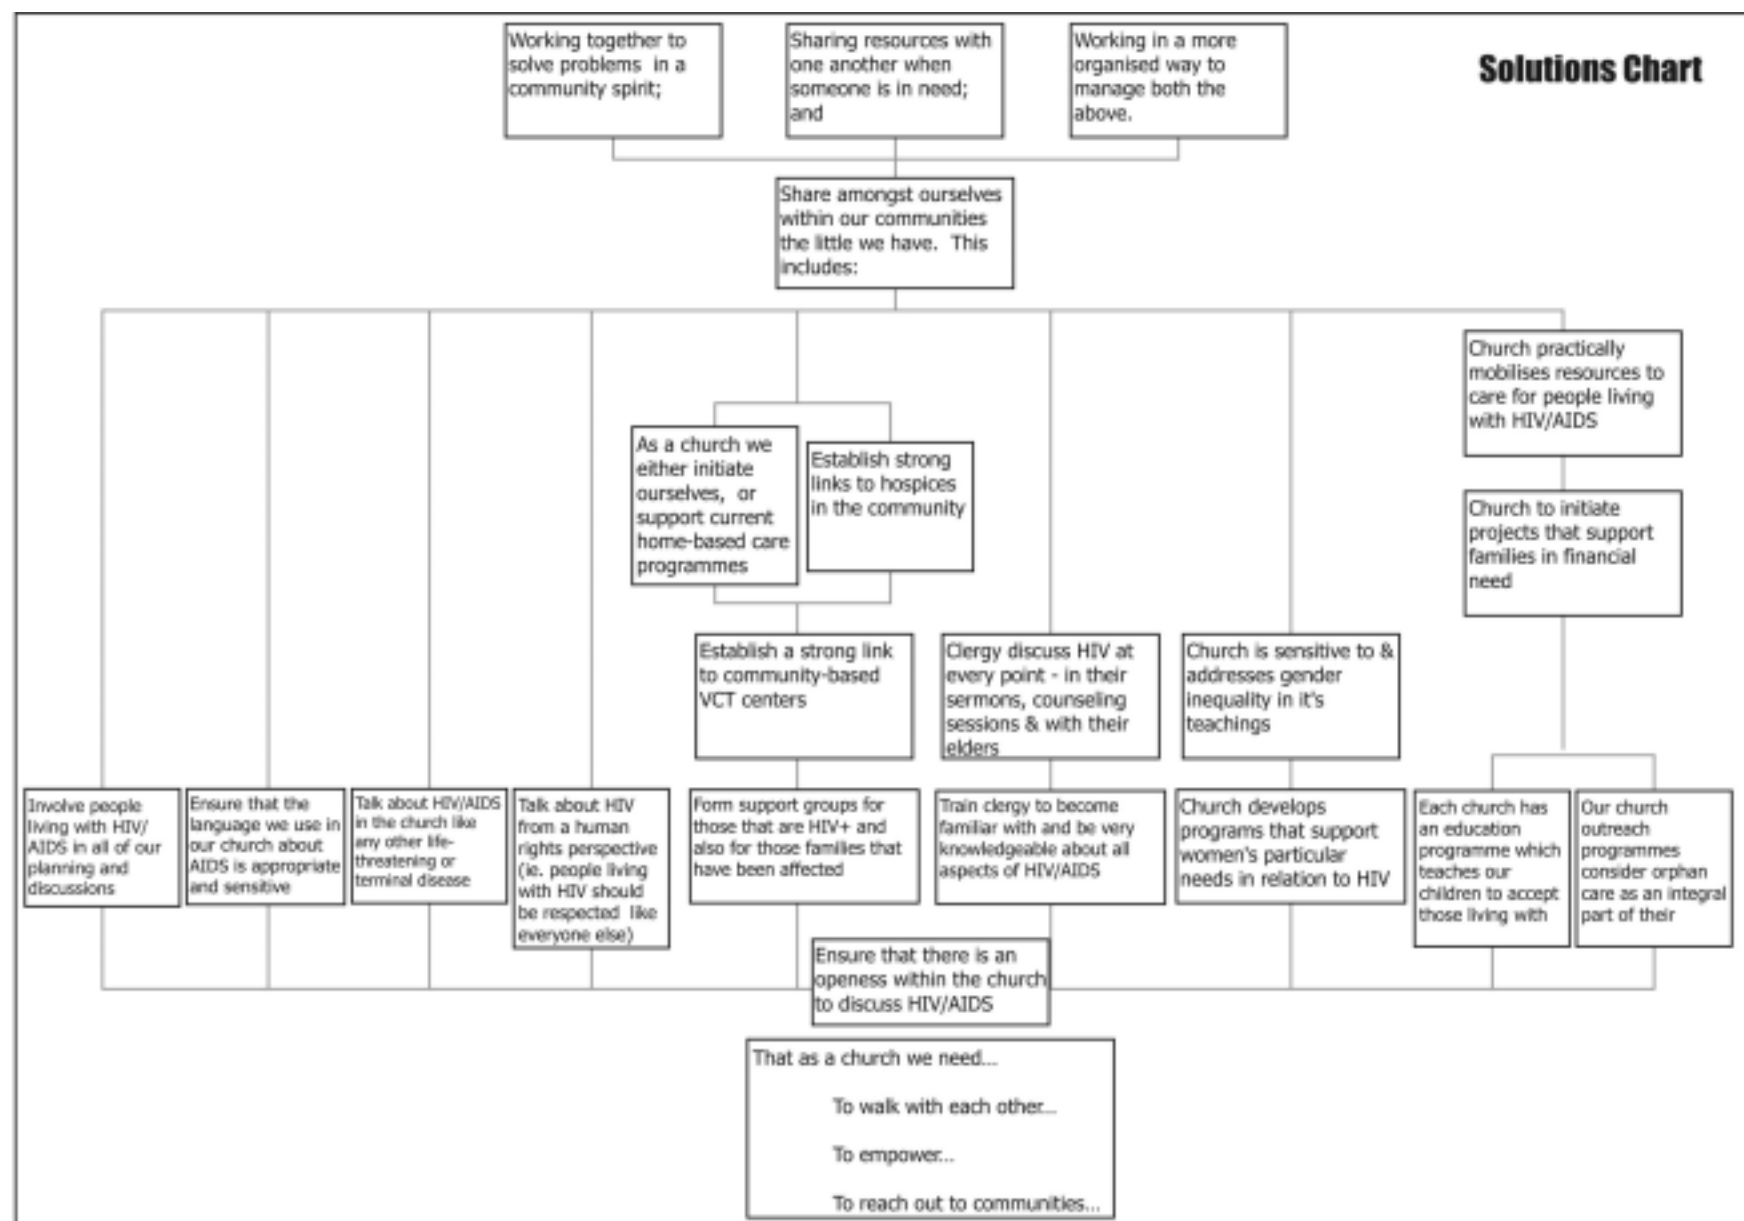 Solutions Chart
Working together to
solve problems in a
community spirit;
Sharing resources with
one another when
someone is in need;
and
Working in a more
organised way to
manage both the
above.
Share amongst ourselves
within our communities
the little we have. This
includes:
Church practically
mobilises resources to
care for people living
with HIV/AIDS
As a church we
either initiate
ourselves, or
support current
home-based care
programmes
Establish strong
links to hospices
in the community
Church to initiate
projects that support
families in financial
need
Establish a strong link
to community-based
VCT centers
Clergy discuss HIV at
every point - in their
sermons, counseling
sessions & with their
elders
Church is sensitive to &
addresses gender
inequality in it's
teachings
Involve people
living with HIV/
AIDS in all of our
planning and
discussions
Ensure that the
language we use in
our church about
AIDS is appropriate
and sensitive
Talk about HIV/AIDS
in the church like
any other life-
threatening or
terminal disease
Talk about HIV
from a human
rights perspective
(ie. people living
with HIV should
be respected like
everyone else)
Form support groups for
those that are HIV+ and
also for those families that
have been affected
Train clergy to become
familiar with and be very
knowledgeable about all
aspects of HIV/AIDS
Church develops
programs that support
women's particular
needs in relation to HIV
Each church has
an education
programme which
teaches our
children to accept
those living with
Our church
outreach
programmes
consider orphan
care as an integral
part of their
Ensure that there is an
openess within the church
to discuss HIV/AIDS
That as a church we need...
To walk with each other...
To empower...
To reach out to communities...